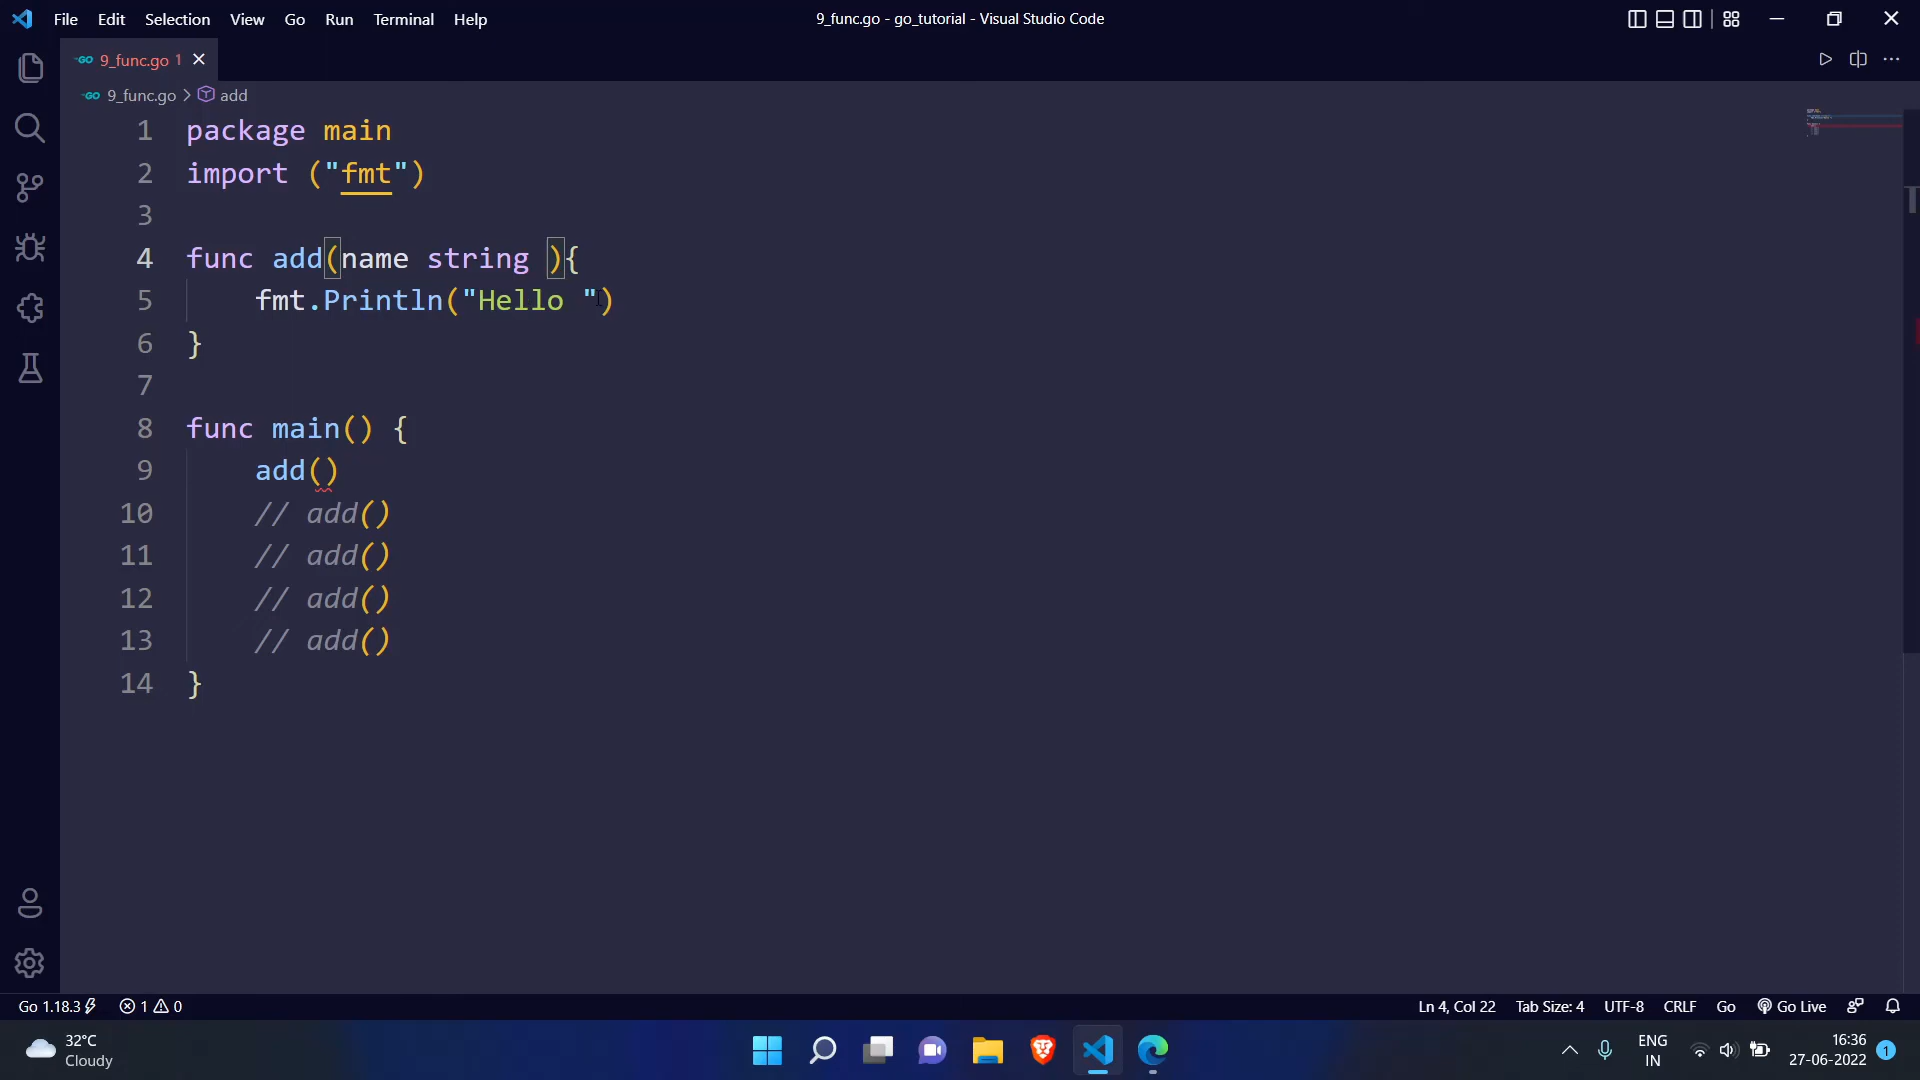 File Edit Selection View Go Run Terminal Help
9_func.go - go_tutorial - Visual Studio Code
GO 9_func.go 1
GO 9_func.go > add
1 package main
2 import ("fmt")
3
4 func add(name string ){
5 fmt.Println("Hello ")
6 }
7
8 func main() {
9 add()
10 // add()
11 // add()
12 // add()
13 // add()
14 }
Go 1.18.3 1 0 Ln 4, Col 22 Tab Size: 4 UTF-8 CRLF Go Go Live
32°C
Cloudy
ENG
IN
16:36
27-06-2022
1